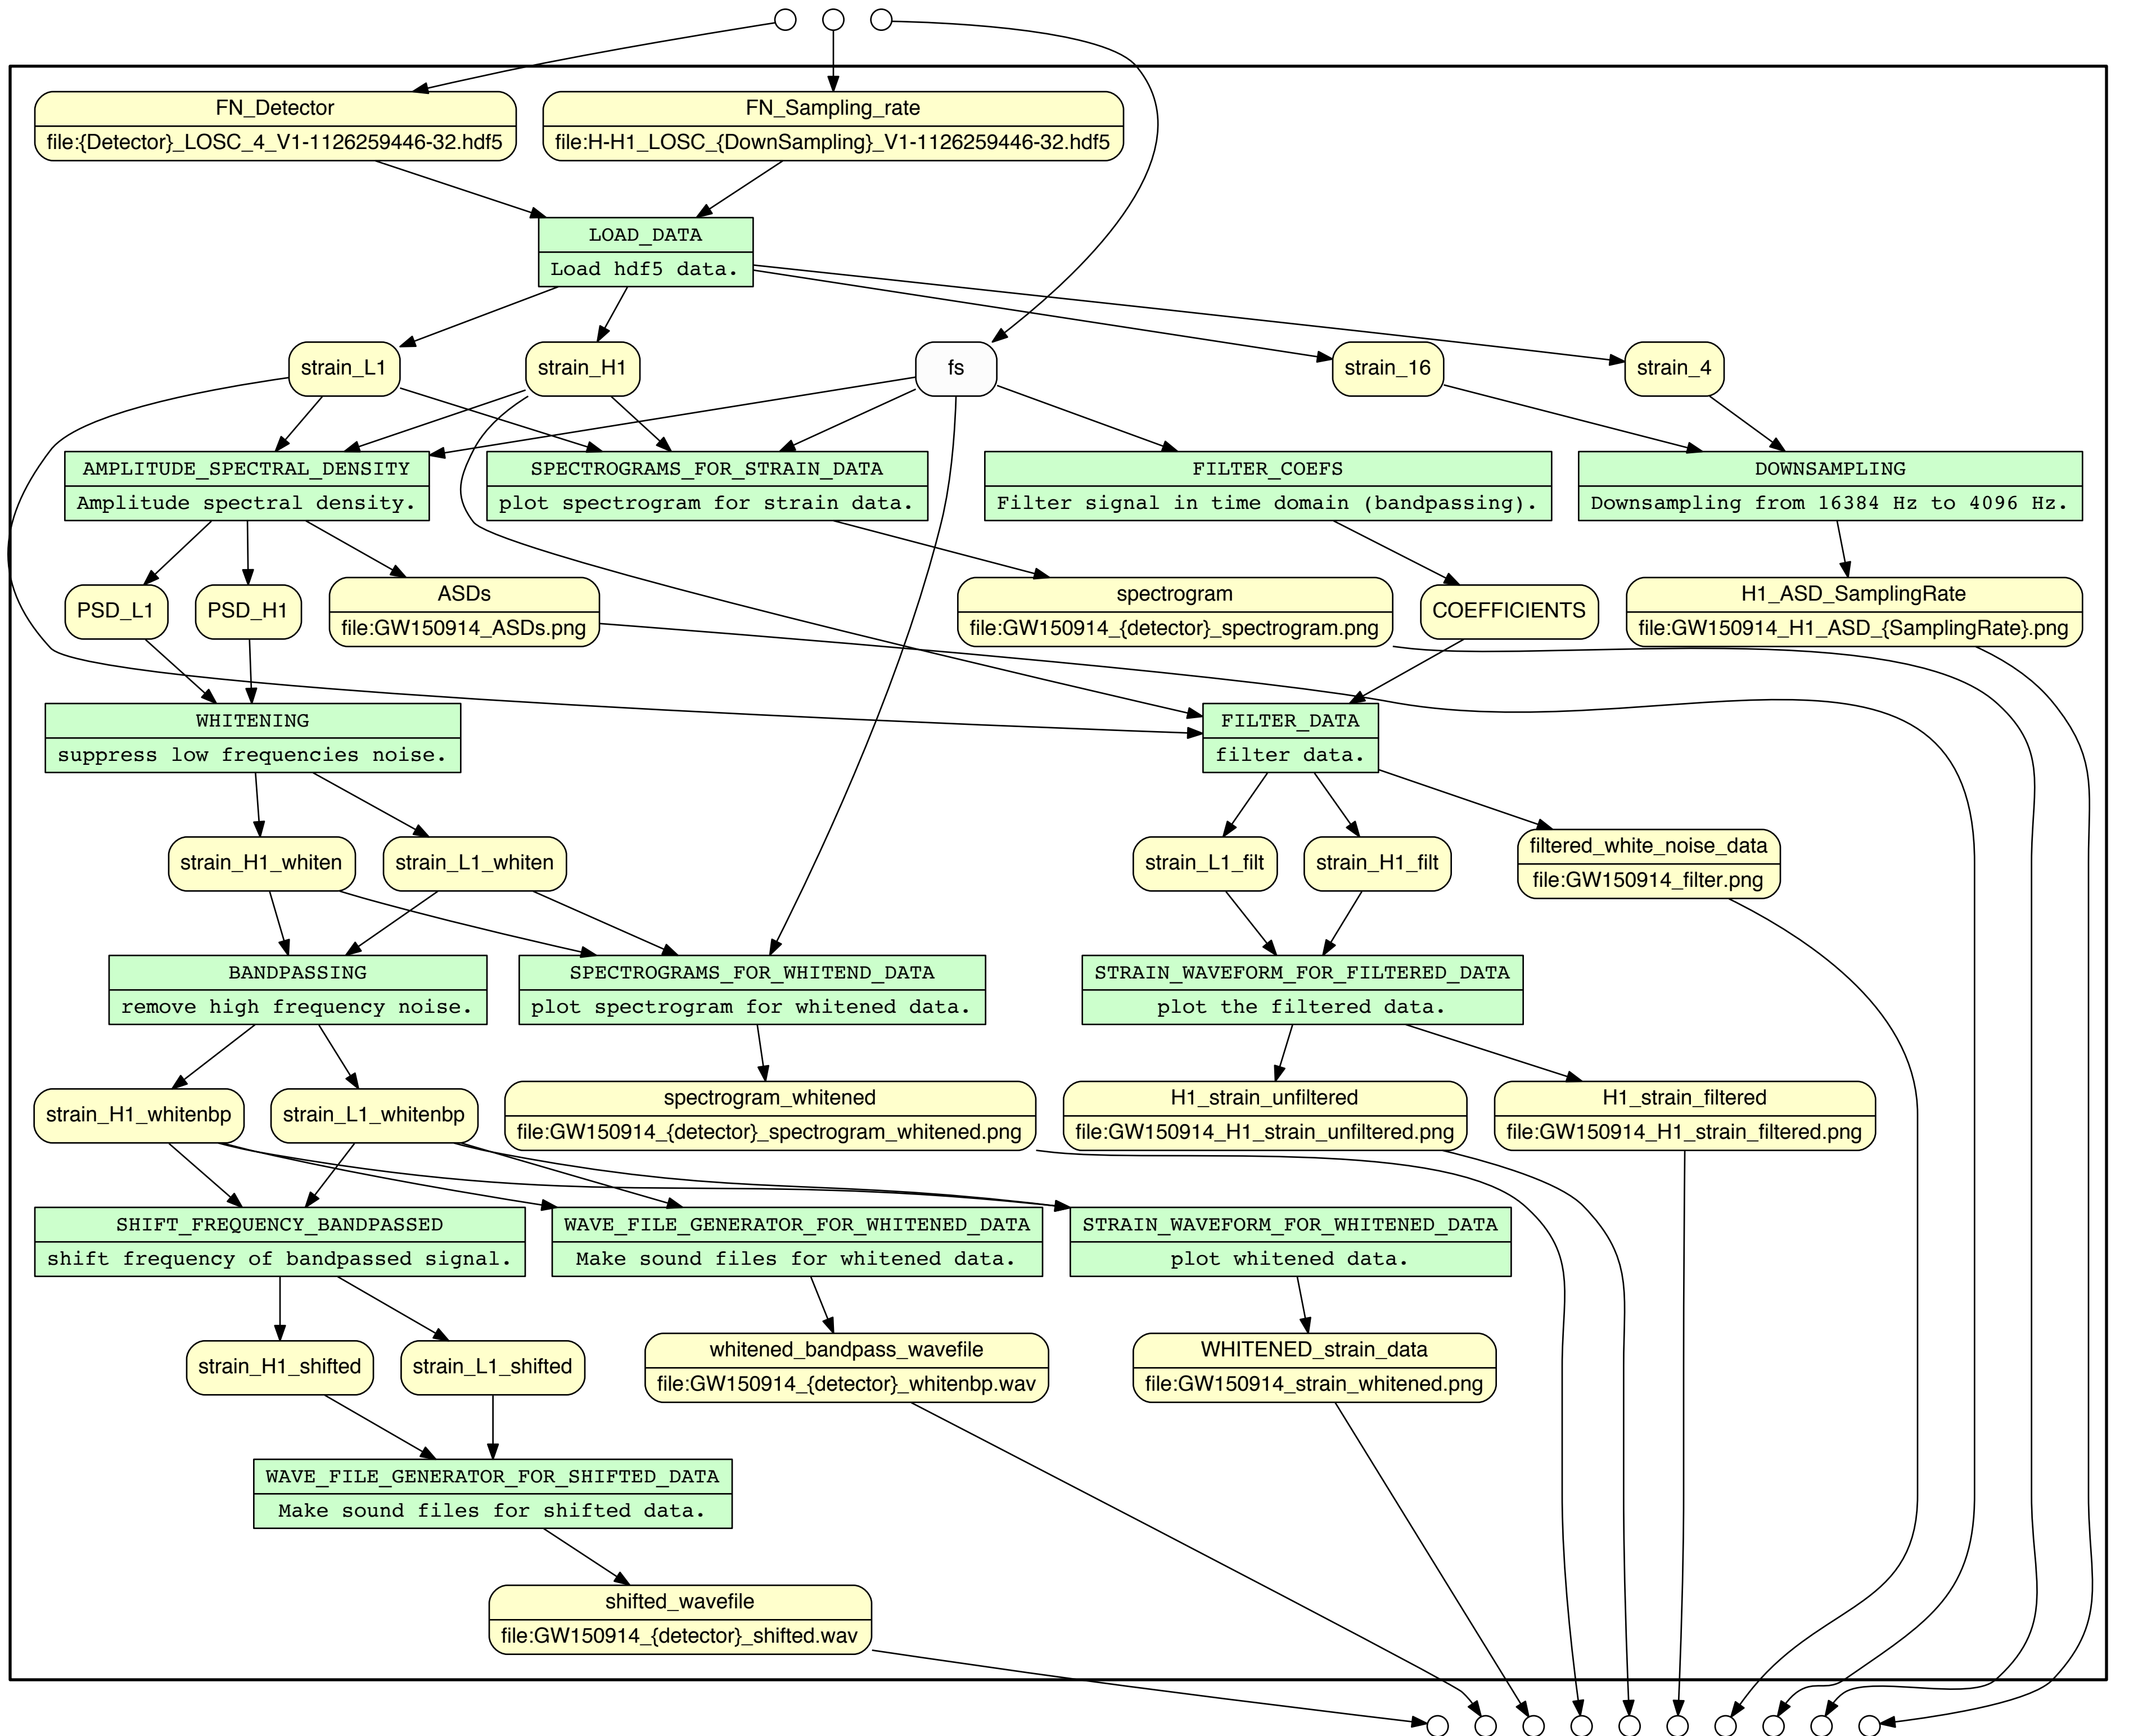 FN_Detector
file:{Detector}_LOSC_4_V1-1126259446-32.hdf5
FN_Sampling_rate
file:H-H1_LOSC_{DownSampling}_V1-1126259446-32.hdf5
LOAD_DATA
Load hdf5 data.
strain_L1
strain_H1
fs
strain_16
strain_4
AMPLITUDE_SPECTRAL_DENSITY
Amplitude spectral density.
SPECTROGRAMS_FOR_STRAIN_DATA
plot spectrogram for strain data.
FILTER_COEFS
Filter signal in time domain (bandpassing).
DOWNSAMPLING
Downsampling from 16384 Hz to 4096 Hz.
PSD_L1
PSD_H1
ASDs
file:GW150914_ASDs.png
spectrogram
file:GW150914_{detector}_spectrogram.png
COEFFICIENTS
H1_ASD_SamplingRate
file:GW150914_H1_ASD_{SamplingRate}.png
WHITENING
suppress low frequencies noise.
FILTER_DATA
filter data.
strain_H1_whiten
strain_L1_whiten
strain_L1_filt
strain_H1_filt
filtered_white_noise_data
file:GW150914_filter.png
BANDPASSING
remove high frequency noise.
SPECTROGRAMS_FOR_WHITEND_DATA
plot spectrogram for whitened data.
STRAIN_WAVEFORM_FOR_FILTERED_DATA
plot the filtered data.
strain_H1_whitenbp
strain_L1_whitenbp
spectrogram_whitened
file:GW150914_{detector}_spectrogram_whitened.png
H1_strain_unfiltered
file:GW150914_H1_strain_unfiltered.png
H1_strain_filtered
file:GW150914_H1_strain_filtered.png
SHIFT_FREQUENCY_BANDPASSED
shift frequency of bandpassed signal.
WAVE_FILE_GENERATOR_FOR_WHITENED_DATA
Make sound files for whitened data.
STRAIN_WAVEFORM_FOR_WHITENED_DATA
plot whitened data.
strain_H1_shifted
strain_L1_shifted
whitened_bandpass_wavefile
file:GW150914_{detector}_whitenbp.wav
WHITENED_strain_data
file:GW150914_strain_whitened.png
WAVE_FILE_GENERATOR_FOR_SHIFTED_DATA
Make sound files for shifted data.
shifted_wavefile
file:GW150914_{detector}_shifted.wav